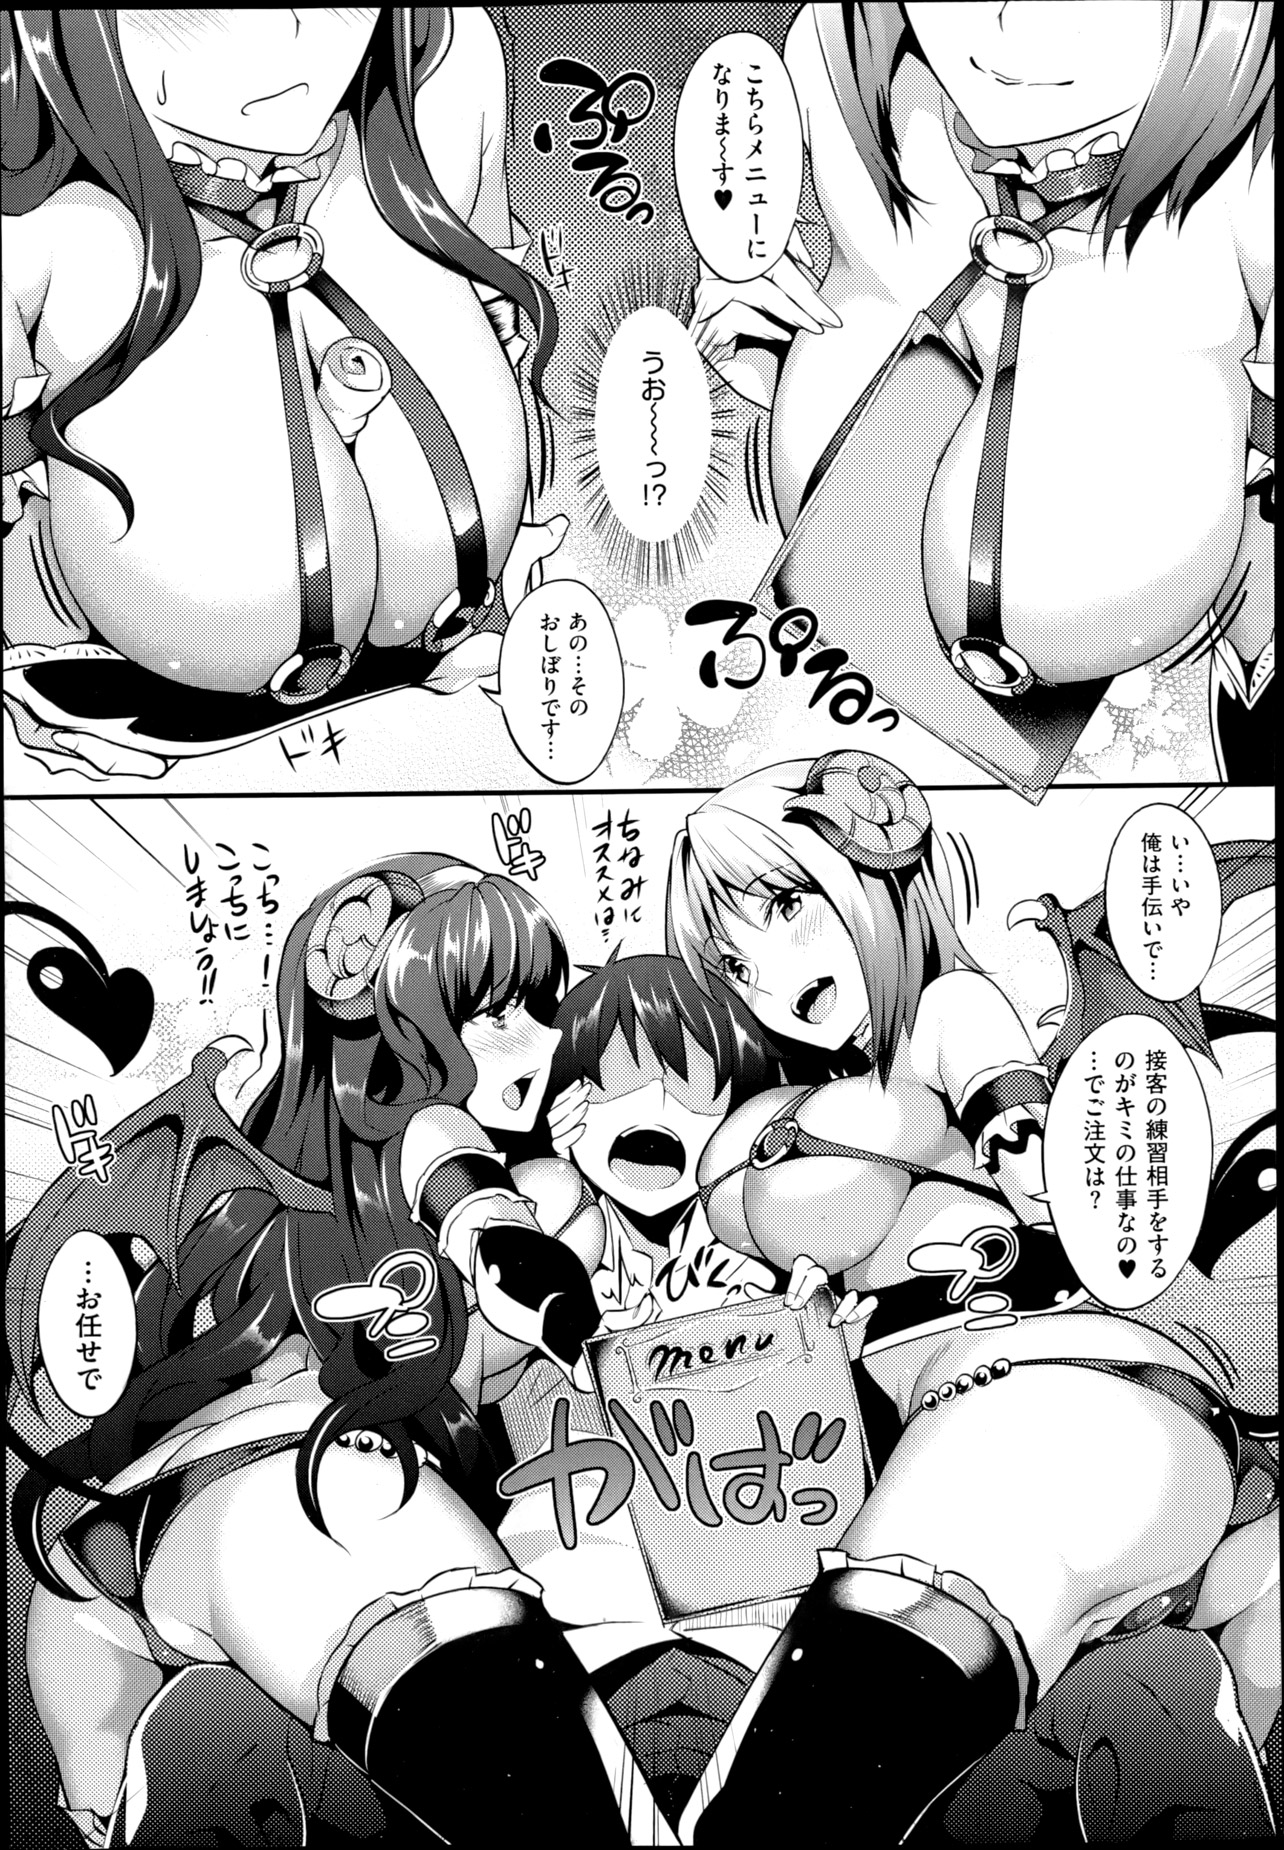 こちらメニューに
なりま～す♥
ぷ
るっ
ドキ
うお～～～っ!?
ぷるっ
あの…その
おしぼりです…
ドキ
い…いや
俺は手伝いで…
接客の練習相手をする
のがキミの仕事なの♥
…でご注文は?
ちなみに
オススメは…
ドキ
こっち…!
こっちに
しましょう!!
ドキ
びくっ
menu
がばっ
…お任せで